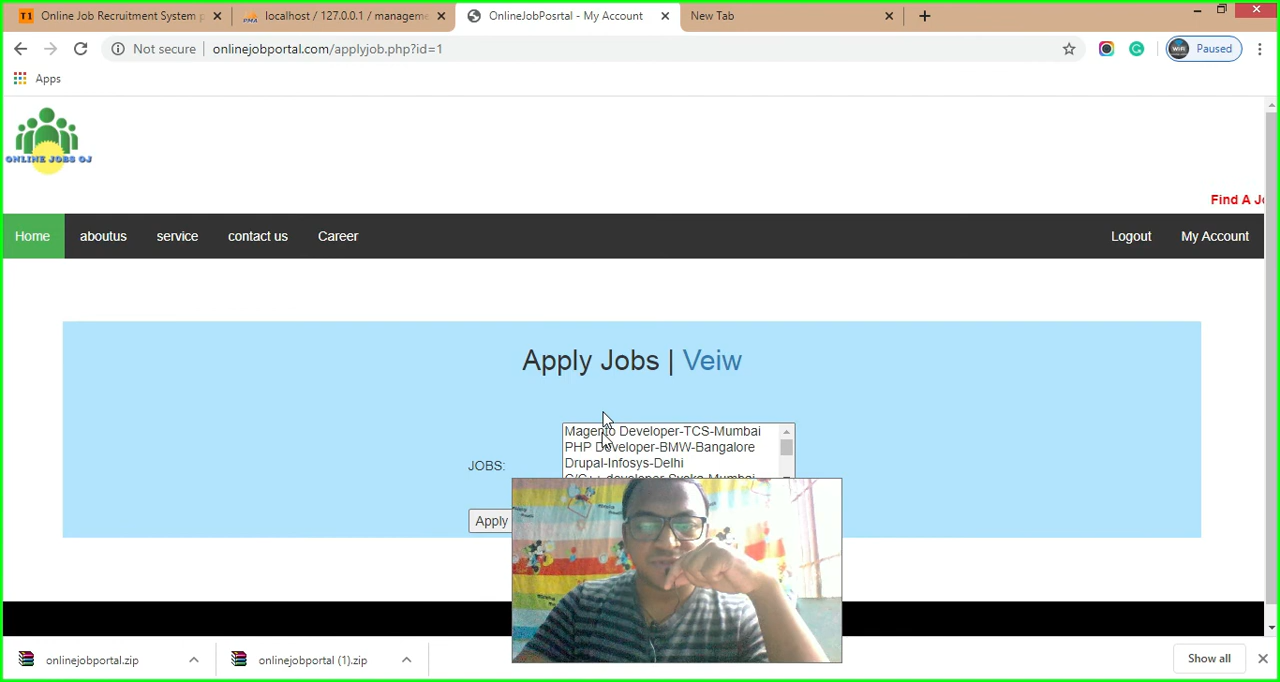 Online Job Recruitment System p
localhost / 127.0.0.1 / manageme
OnlineJobPosrtal - My Account
New Tab
Not secure
onlinejobportal.com/applyjob.php?id=1
Paused
Apps
ONLINE JOBS OJ
Find A Jo
Home
aboutus
service
contact us
Career
Logout
My Account
Apply Jobs | Veiw
Magento Developer-TCS-Mumbai
PHP Developer-BMW-Bangalore
JOBS:
Drupal-Infosys-Delhi
Apply
onlinejobportal.zip
onlinejobportal (1).zip
Show all